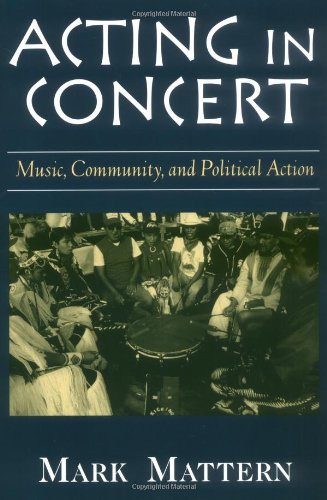 ACTING IN
CONCERT
Music, Community, and Political Action
MARK MATTERN